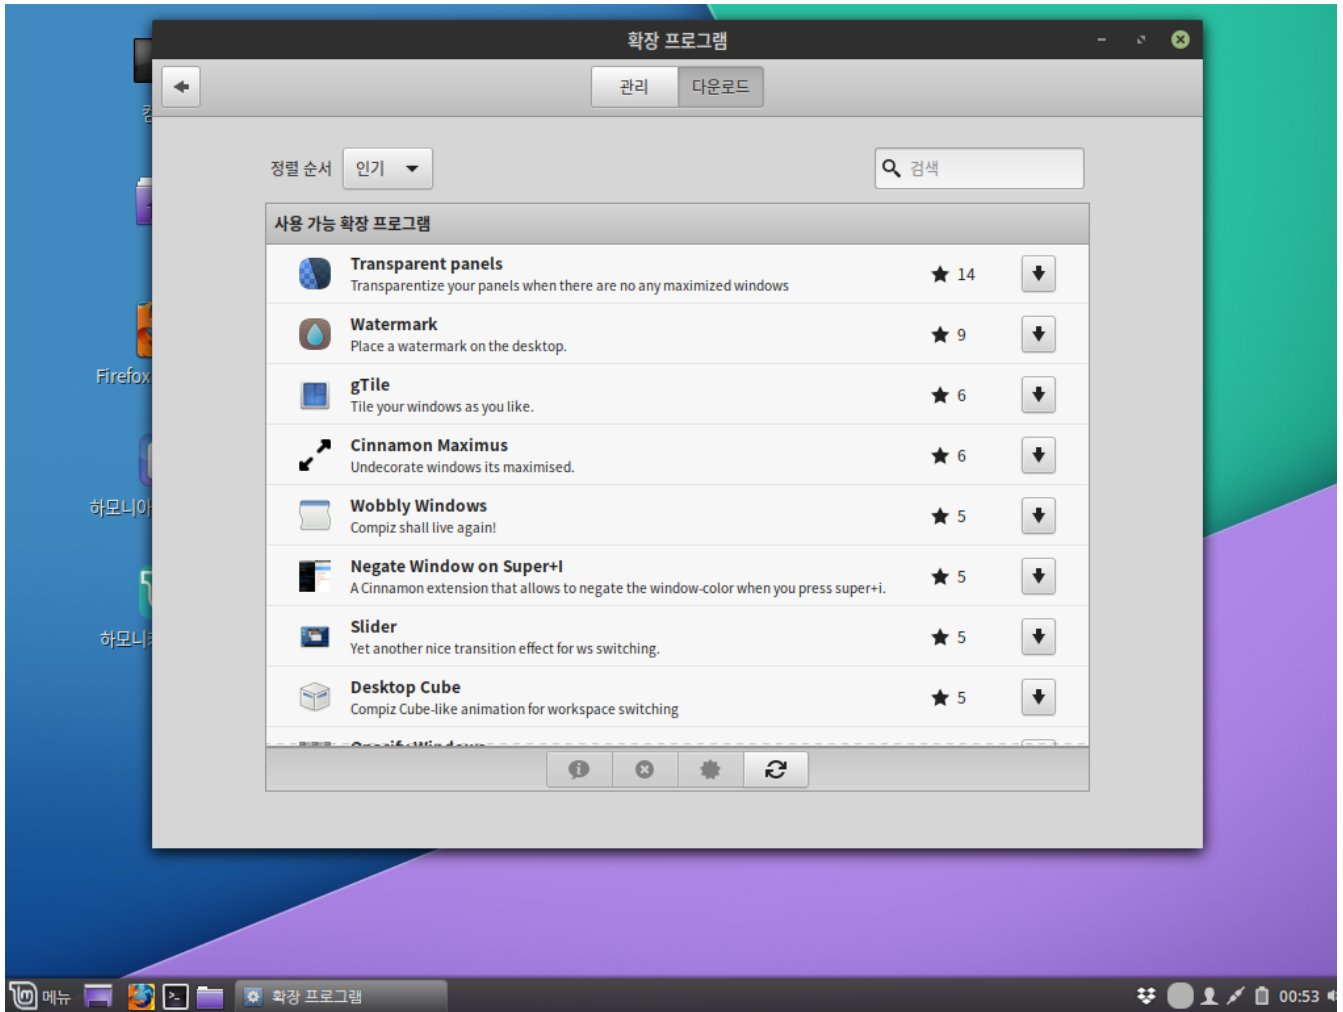 확장 프로그램
관리
다운로드
정렬 순서
인기
검색
사용 가능 확장 프로그램
Transparent panels
Transparentize your panels when there are no any maximized windows
14
Watermark
Place a watermark on the desktop.
9
gTile
Tile your windows as you like.
6
Cinnamon Maximus
Undecorate windows its maximised.
6
Wobbly Windows
Compiz shall live again!
5
Negate Window on Super+I
A Cinnamon extension that allows to negate the window-color when you press super+i.
5
Slider
Yet another nice transition effect for ws switching.
5
Desktop Cube
Compiz Cube-like animation for workspace switching
5
Firefox
하모니
하모니
메뉴
확장 프로그램
00:53